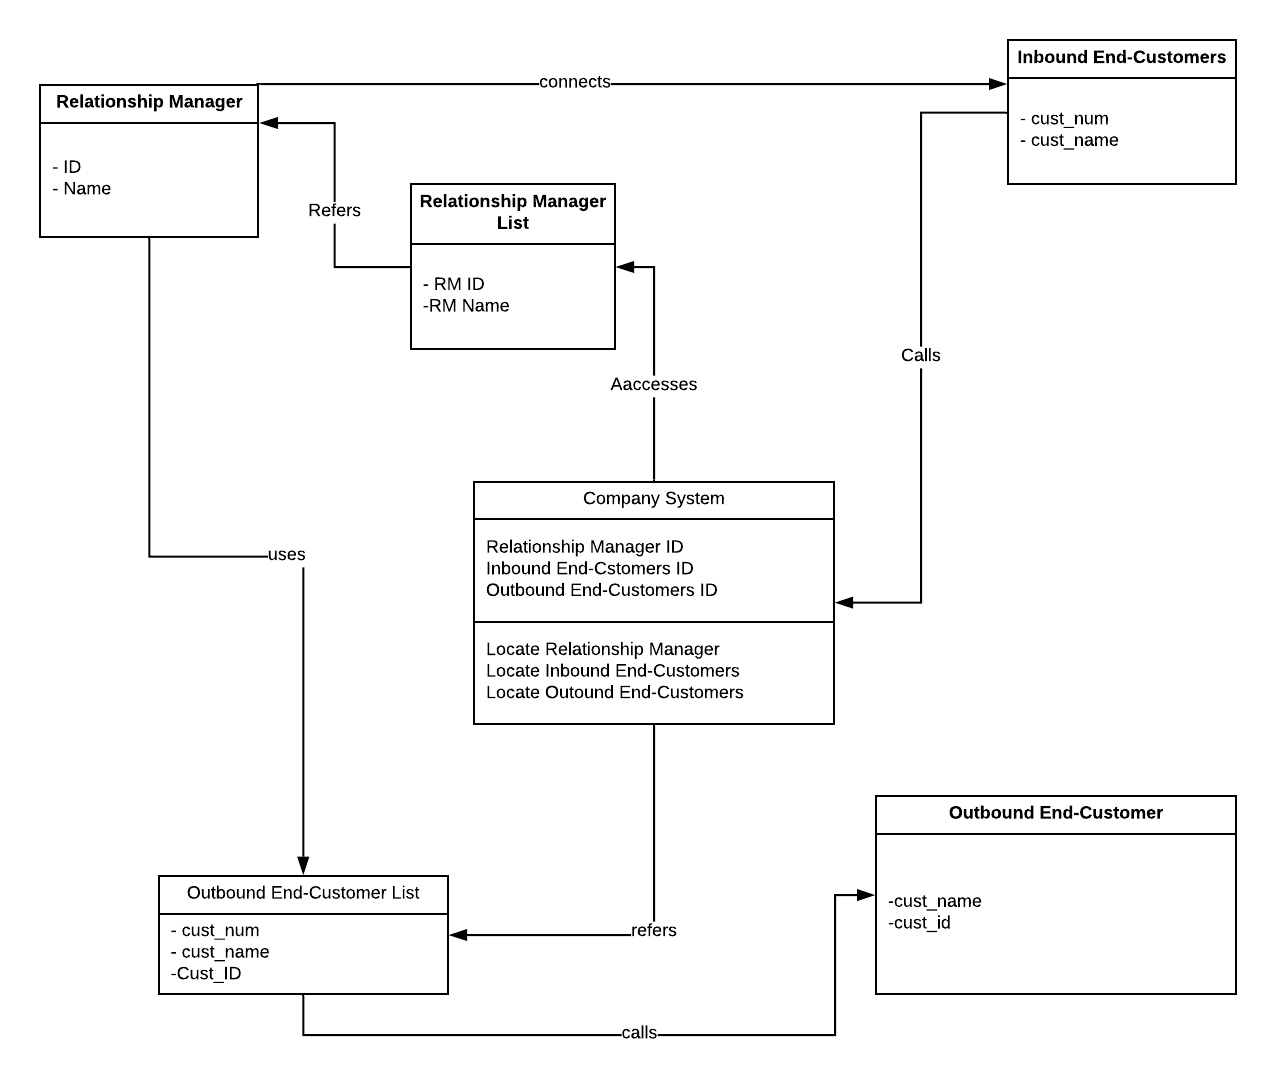 Inbound End-Customers
- cust_num
- cust_name
connects
Relationship Manager
- ID
- Name
Refers
Relationship Manager
List
- RM ID
-RM Name
Calls
Aaccesses
Company System
Relationship Manager ID
Inbound End-Cstomers ID
Outbound End-Customers ID
Locate Relationship Manager
Locate Inbound End-Customers
Locate Outound End-Customers
uses
Outbound End-Customer
-cust_name
-cust_id
Outbound End-Customer List
- cust_num
- cust_name
-Cust_ID
refers
calls